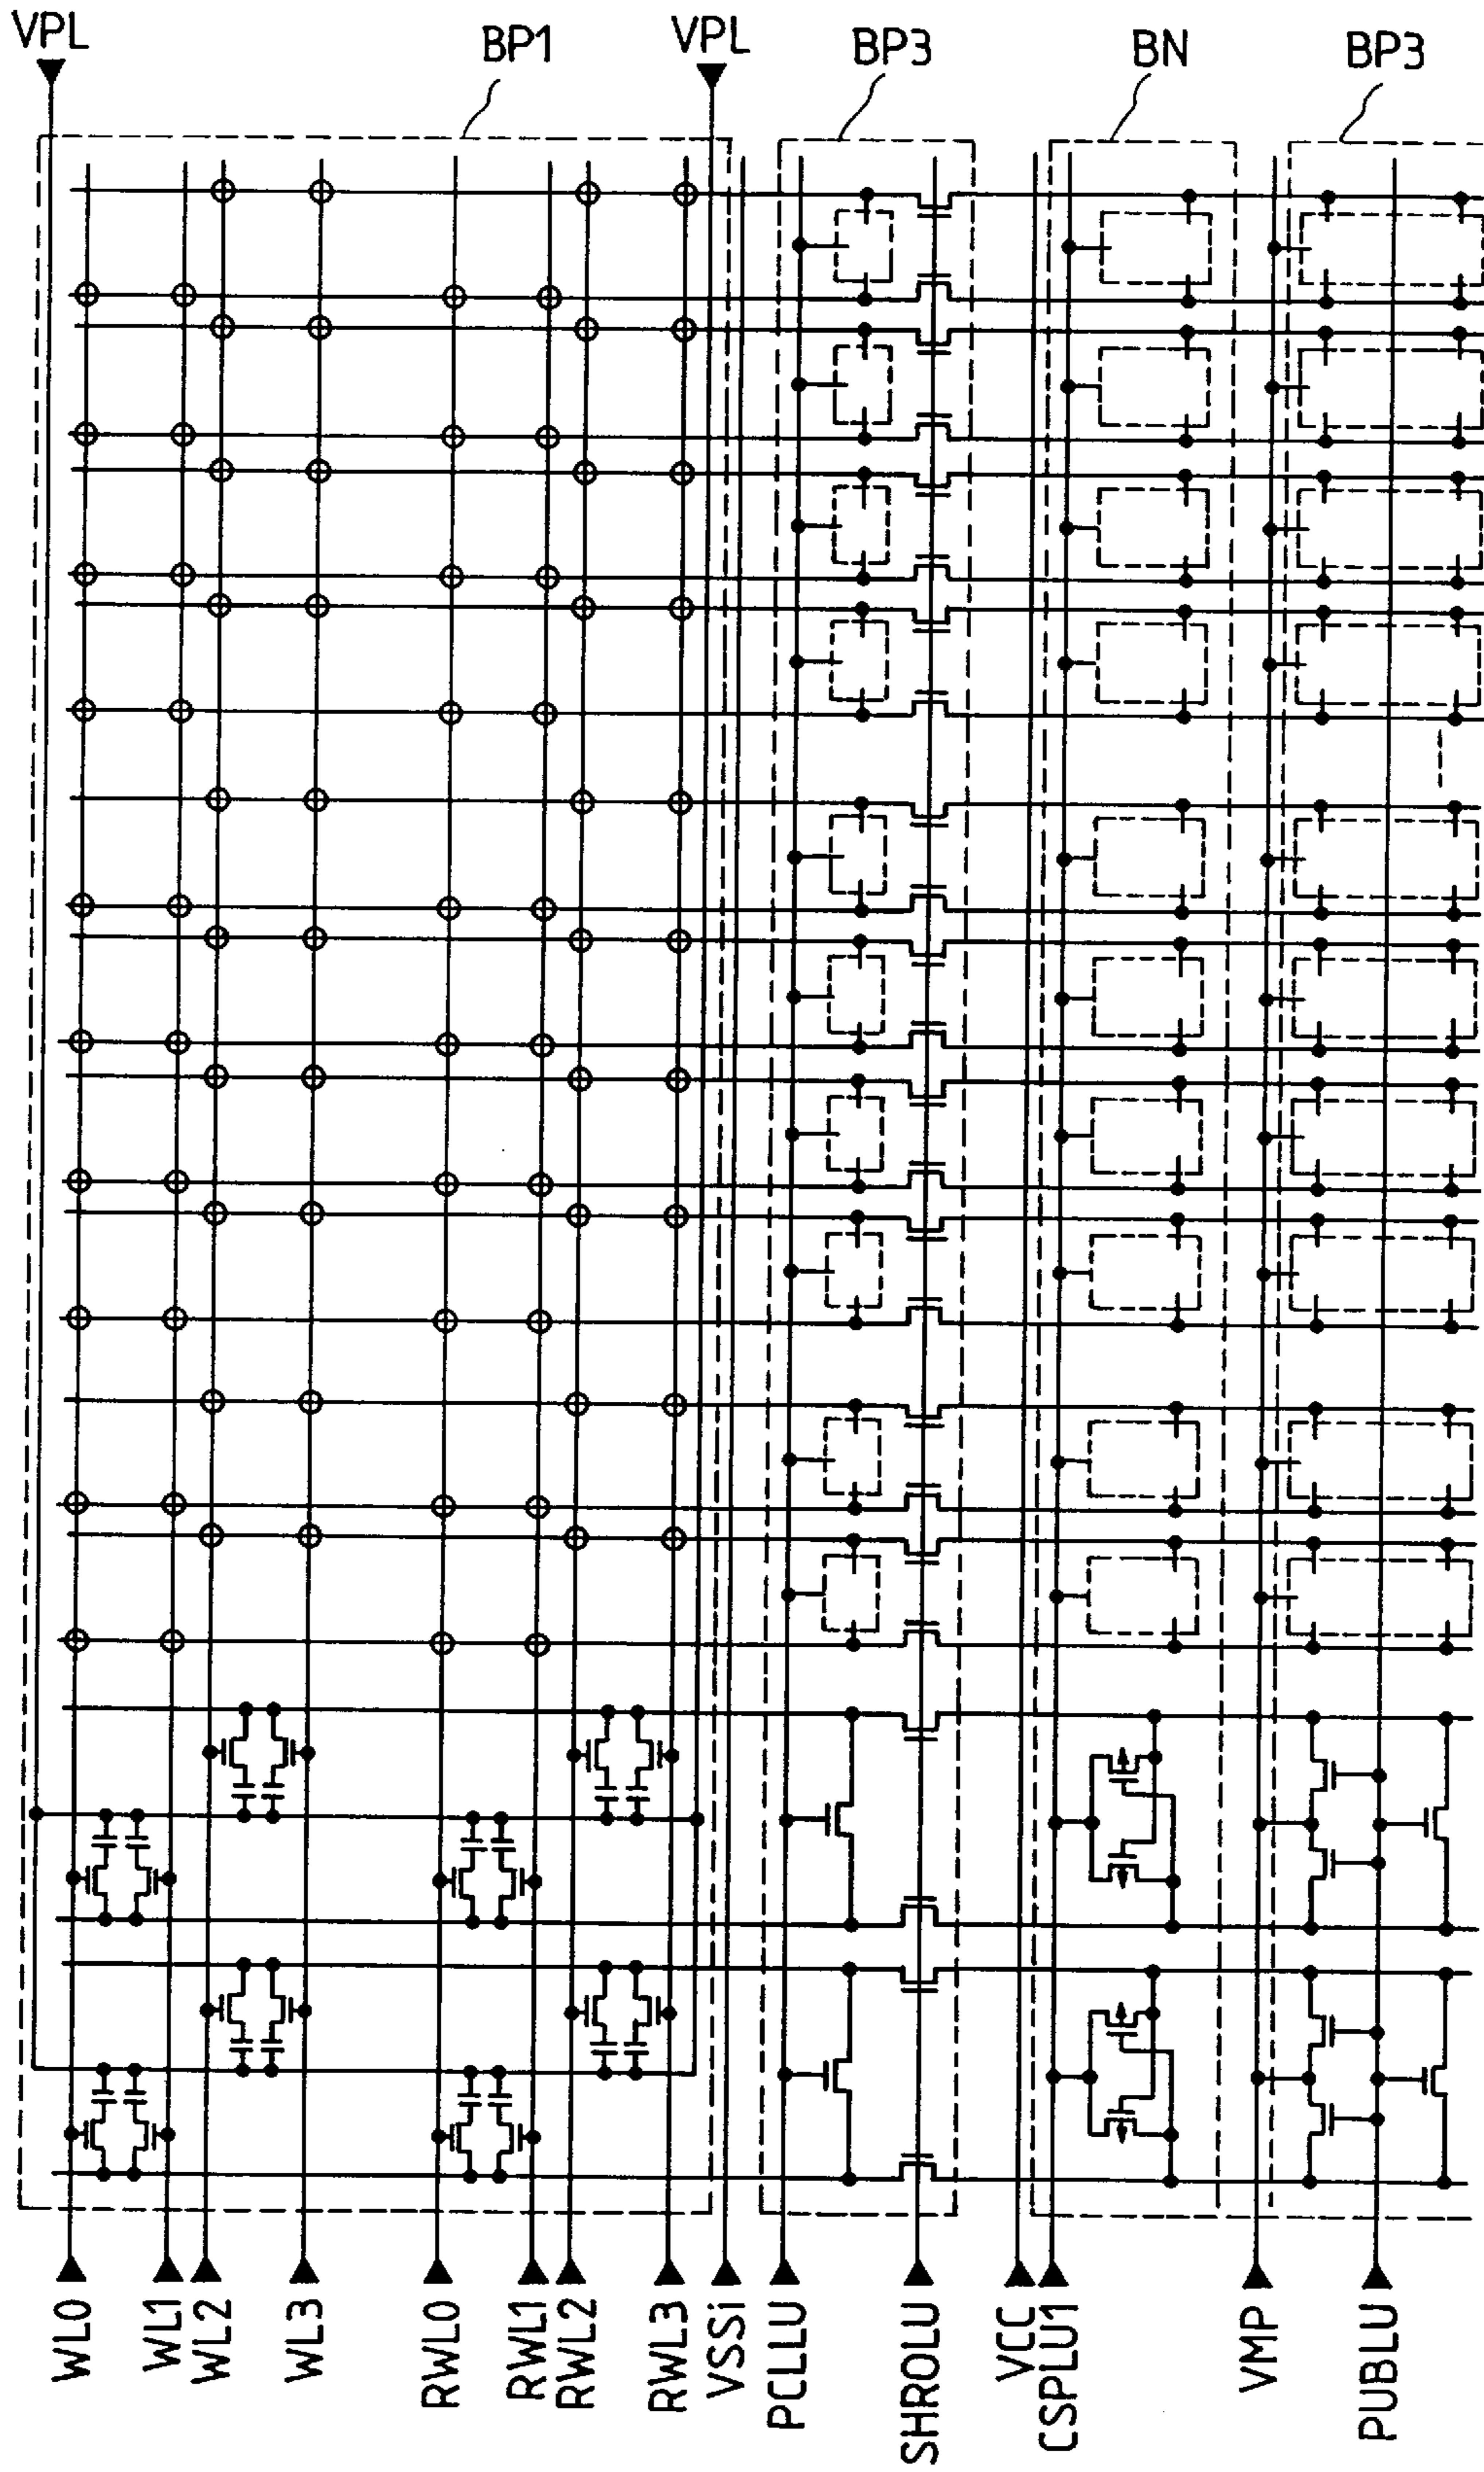 VPL
BP1
VPL
BP3
BN
BP3
WL0
WL1
WL2
WL3
RWL0
RWL1
RWL2
RWL3
VSSi
PCLLU
SHROLU
VCC
CSPLU1
VMP
PUBLU